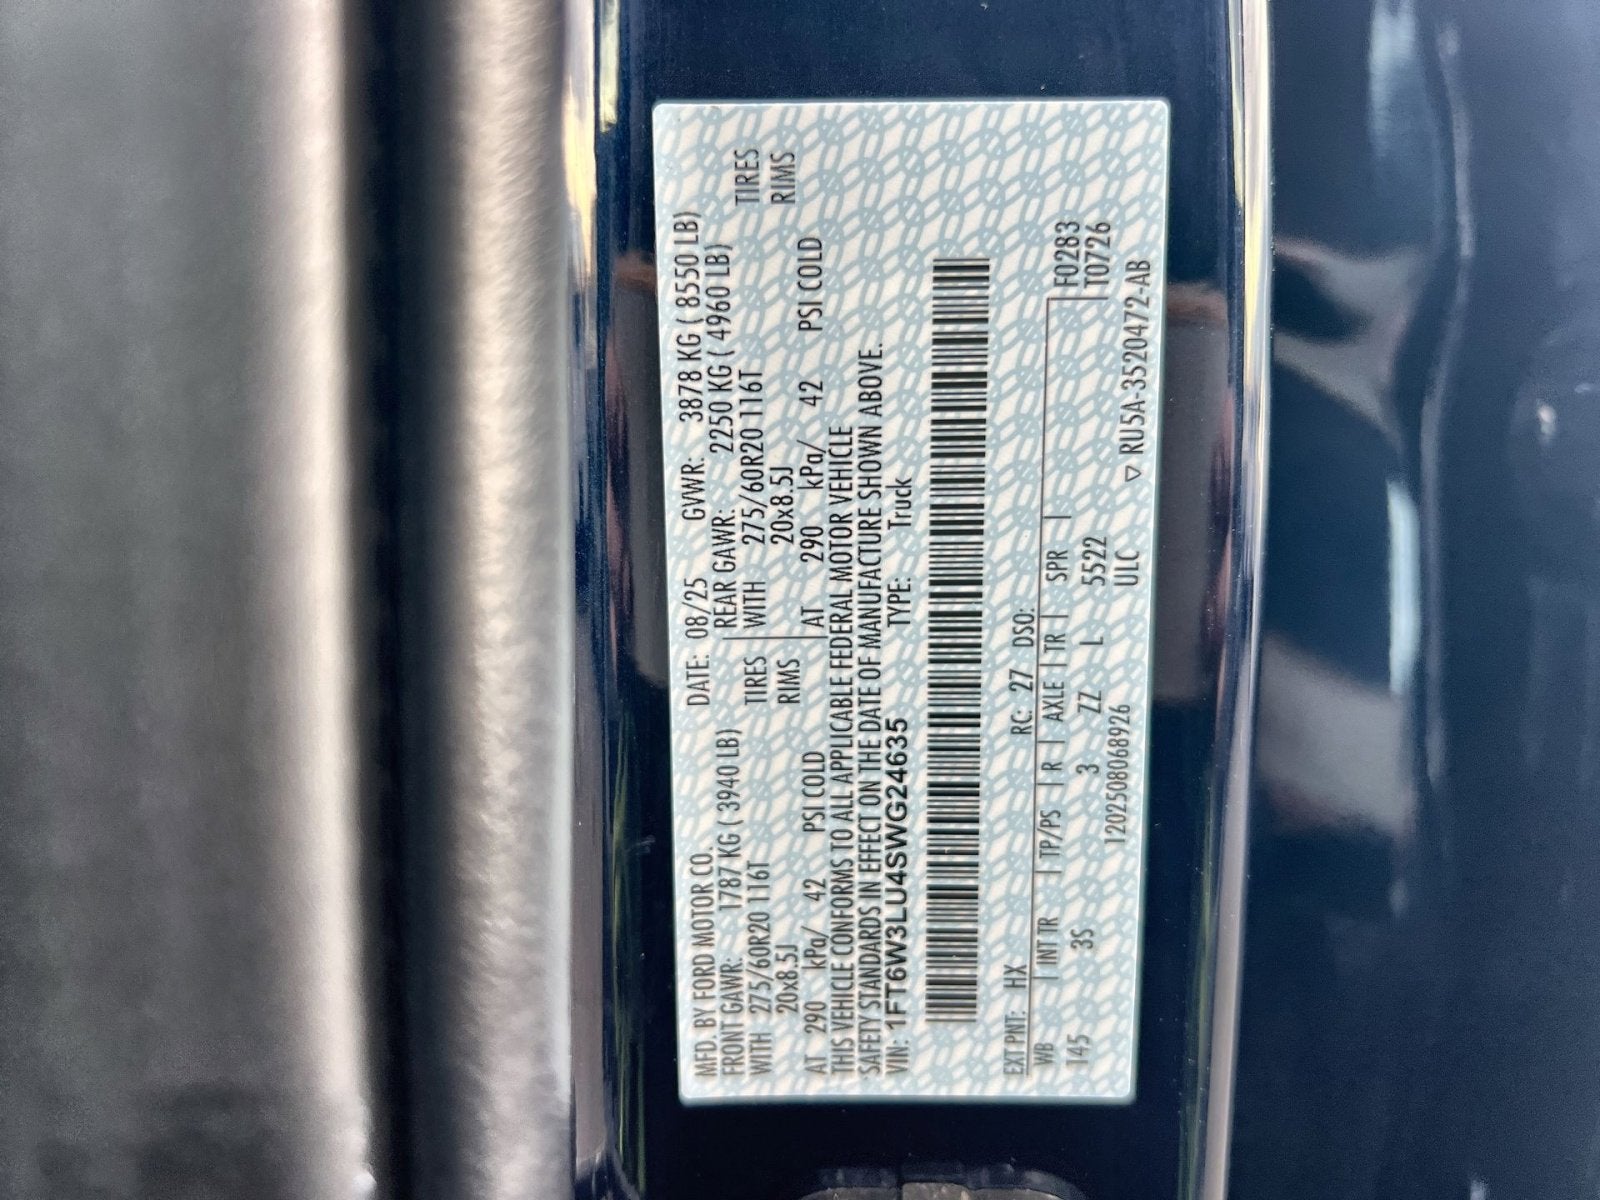 MFD. BY FORD MOTOR CO. DATE: 08/25 GVWR: 3878 KG ( 8550 LB)
FRONT GAWR: 1787 KG ( 3940 LB) REAR GAWR: 2250 KG ( 4960 LB)
WITH 275/60R20 116T TIRES WITH 275/60R20 116T TIRES
20x8.5J RIMS 20x8.5J RIMS
AT 290 kPa/ 42 PSI COLD AT 290 kPa/ 42 PSI COLD
THIS VEHICLE CONFORMS TO ALL APPLICABLE FEDERAL MOTOR VEHICLE
SAFETY STANDARDS IN EFFECT ON THE DATE OF MANUFACTURE SHOWN ABOVE.
VIN: 1FT6W3LU4SWG24635 TYPE: Truck
EXT PNT: HX RC: 27 DSO: F0283
WB | INT TR | TP/PS | R | AXLE | TR | SPR | T0726
145 3S 3 ZZ L 5522
1202508068926 ULC ▽ RU5A-3520472-AB